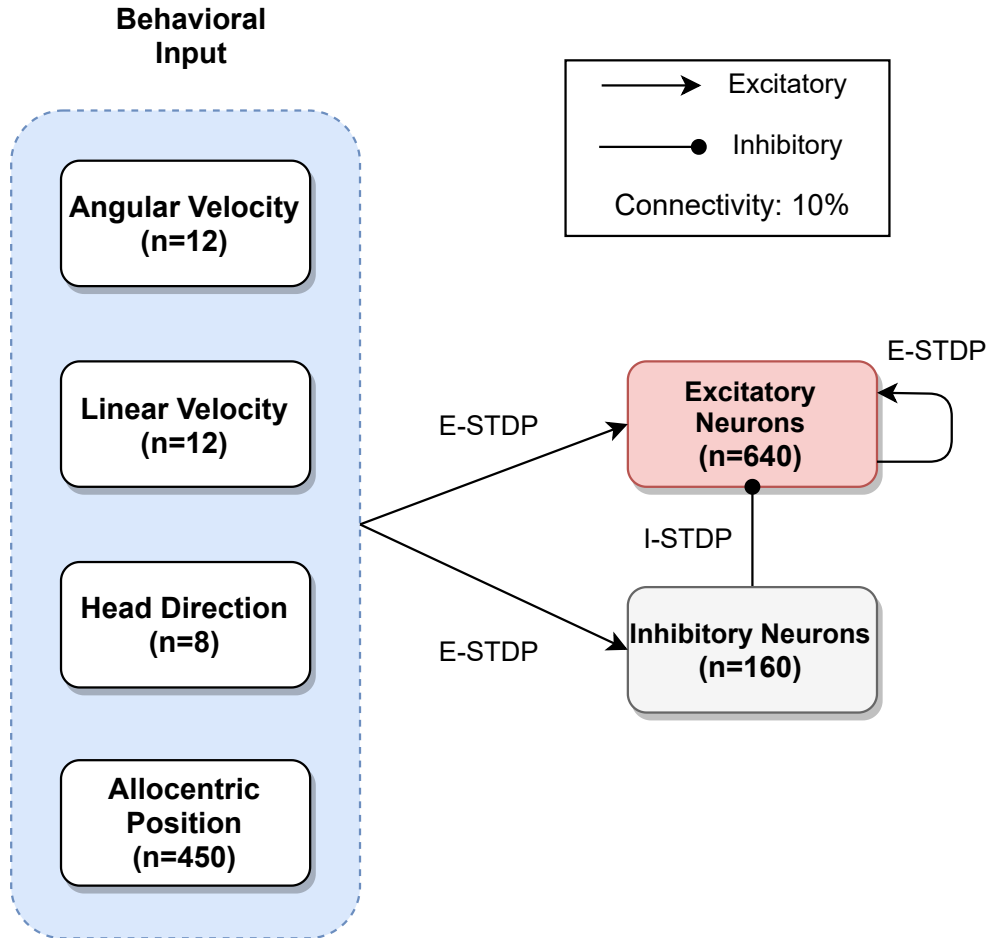 Behavioral
Input
Angular Velocity
(n=12)
Linear Velocity
(n=12)
Head Direction
(n=8)
Allocentric
Position
(n=450)
Excitatory
Inhibitory
Connectivity: 10%
E-STDP
E-STDP
Excitatory
Neurons
(n=640)
E-STDP
I-STDP
Inhibitory Neurons
(n=160)